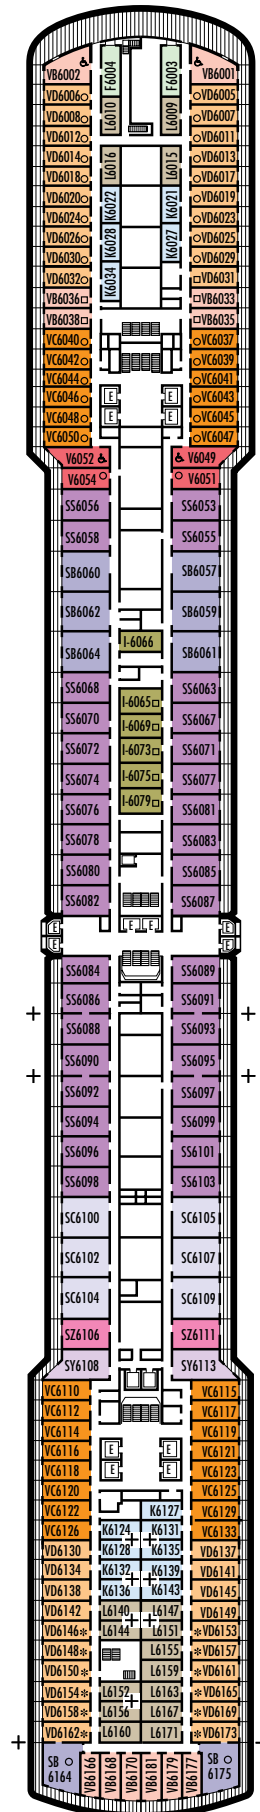 VB6002 F6004 F6003 VB6001
VD6006 L6010 L6009 VD6005
VD6008 VD6007
VD6012 VD6011
VD6014 L6016 L6015 VD6013
VD6018 VD6017
VD6020 K6022 K6021 VD6019
VD6024 VD6023
VD6026 K6028 K6027 VD6025
VD6030 VD6029
VD6032 K6034 VD6031
VB6036 VB6033
VB6038 VB6035
VC6040 VC6037
VC6042 VC6039
VC6044 VC6041
VC6046 E E VC6043
VC6048 E E VC6045
VC6050 VC6047
V6052 V6049
V6054 V6051
SS6056 SS6053
SS6058 SS6055
SB6060 SB6057
SB6062 SB6059
SB6064 I-6066 SB6061
SS6068 SS6063
SS6070 I-6065 SS6067
SS6072 I-6069 SS6071
SS6074 I-6073 SS6077
SS6076 I-6075 SS6081
SS6078 I-6079 SS6083
SS6080 SS6085
SS6082 SS6087
E E E E
E E
SS6084 SS6089
SS6086 SS6091
SS6088 SS6093
SS6090 SS6095
SS6092 SS6097
SS6094 SS6099
SS6096 SS6101
SS6098 SS6103
SC6100 SC6105
SC6102 SC6107
SC6104 SC6109
SZ6106 SZ6111
SY6108 SY6113
VC6110 VC6115
VC6112 VC6117
VC6114 VC6119
VC6116 E E VC6121
VC6118 E E VC6123
VC6120 VC6125
VC6122 K6127 VC6129
VC6126 K6124 K6131 VC6133
VD6130 K6128 K6135 VD6137
VD6134 K6132 K6139 VD6141
VD6138 K6136 K6143 VD6145
VD6142 L6140 L6147 VD6149
VD6146* L6144 L6151 *VD6153
VD6148* L6155 *VD6157
VD6150* L6159 *VD6161
VD6154* L6152 L6163 *VD6165
VD6158* L6156 L6167 *VD6169
VD6162* L6160 L6171 *VD6173
SB 6164 VB6166 VB6168 VB6170 VB6181 VB6179 VB6177 SB 6175